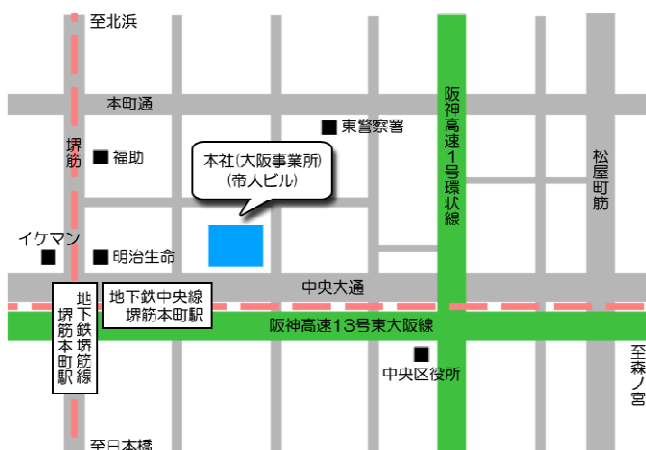 至北浜
本町通
東警察署
阪神高速1号環状線
堺筋
福助
本社(大阪事業所)
(帝人ビル)
松屋町筋
イケマン
明治生命
中央大通
地下鉄中央線
堺筋本町駅
地下鉄堺筋線
堺筋本町駅
阪神高速13号東大阪線
中央区役所
至森ノ宮
至日本橋